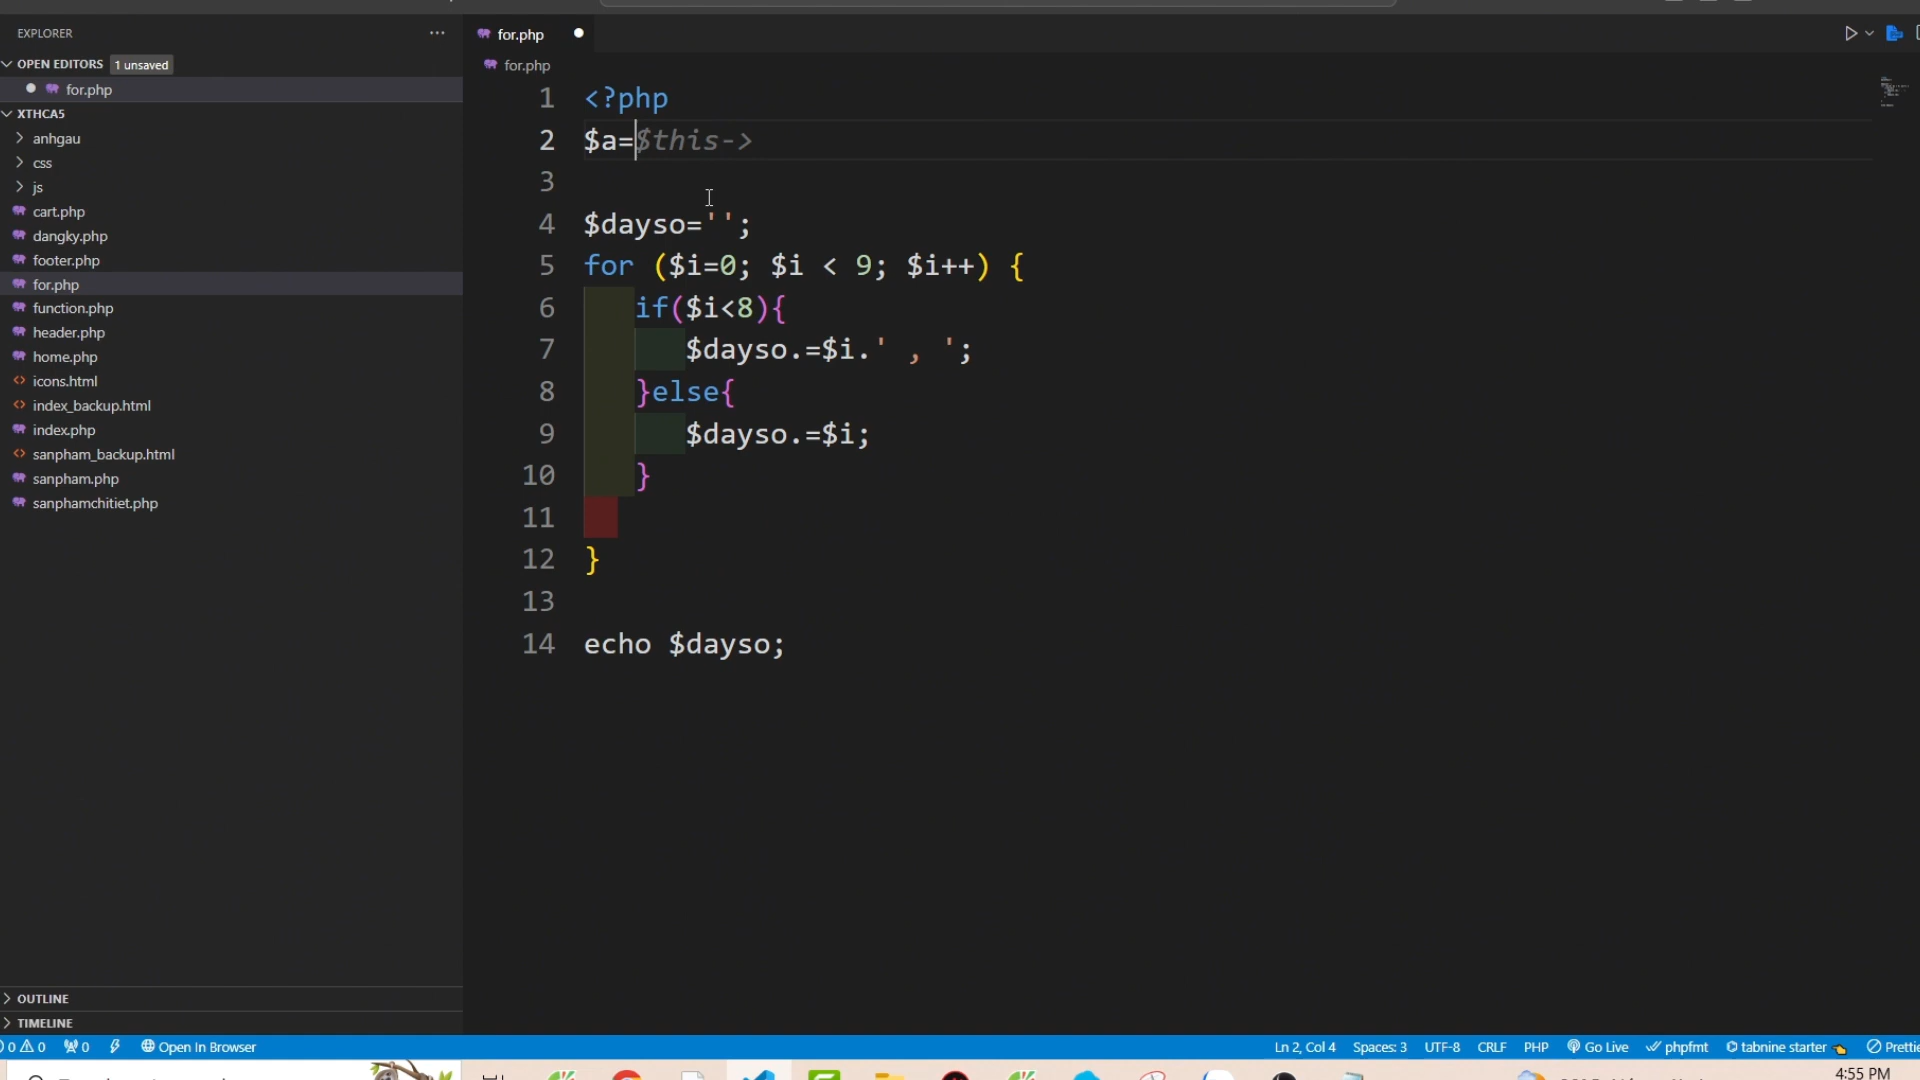 EXPLORER
OPEN EDITORS 1 unsaved
for.php
XTHCA5
anhgau
css
js
cart.php
dangky.php
footer.php
for.php
function.php
header.php
home.php
icons.html
index_backup.html
index.php
sanpham_backup.html
sanpham.php
sanphamchitiet.php
OUTLINE
TIMELINE
for.php
for.php
1 <?php
2 $a=$this->
3
4 $dayso='';
5 for ($i=0; $i < 9; $i++) {
6 if($i<8){
7 $dayso.=$i.' , ';
8 }else{
9 $dayso.=$i;
10 }
11
12 }
13
14 echo $dayso;
0 0 0 Open In Browser Ln 2, Col 4 Spaces: 3 UTF-8 CRLF PHP Go Live phpfmt tabnine starter
4:55 PM